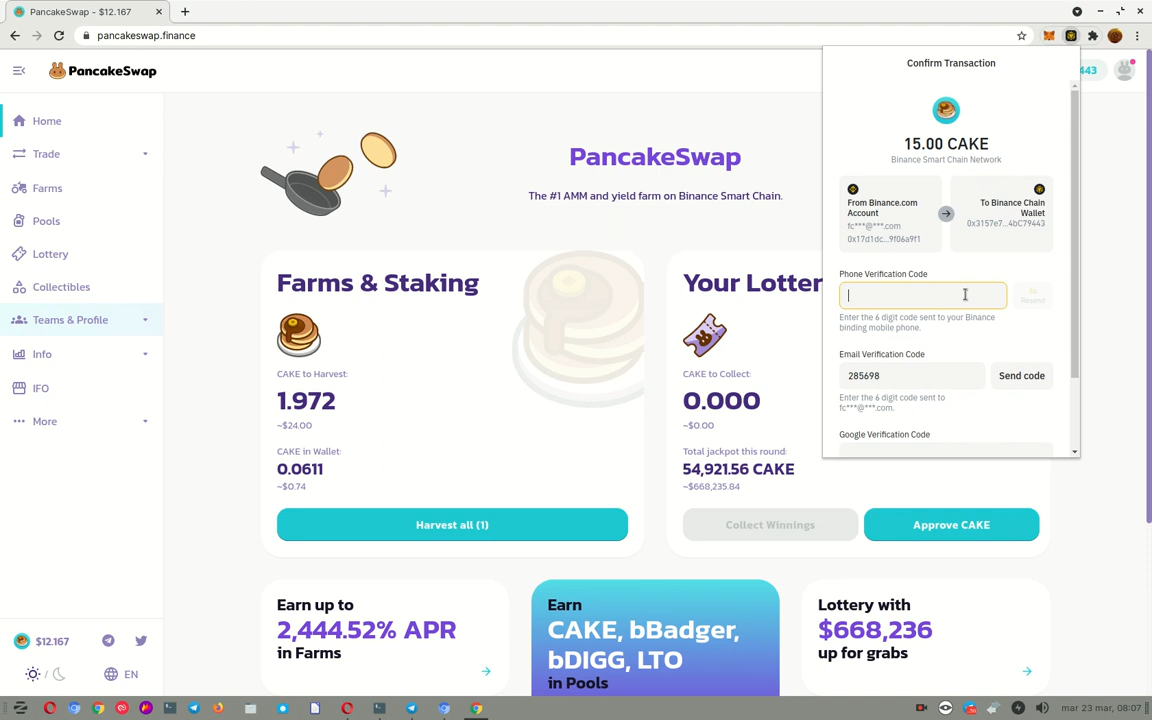 PancakeSwap - $12.167
pancakeswap.finance
PancakeSwap
443
Home
Trade
Farms
Pools
Lottery
Collectibles
Teams & Profile
Info
IFO
More
$12.167
EN
PancakeSwap
The #1 AMM and yield farm on Binance Smart Chain.
Farms & Staking
CAKE to Harvest:
1.972
~$24.00
CAKE in Wallet:
0.0611
~$0.74
Harvest all (1)
Your Lotter
CAKE to Collect:
0.000
~$0.00
Total jackpot this round:
54,921.56 CAKE
~$668,235.84
Collect Winnings
Approve CAKE
Earn up to
2,444.52% APR
in Farms
Earn
CAKE, bBadger,
bDIGG, LTO
in Pools
Lottery with
$668,236
up for grabs
Confirm Transaction
15.00 CAKE
Binance Smart Chain Network
From Binance.com
Account
fc***@***.com
0x17d1dc...9f06a9f1
To Binance Chain
Wallet
0x3157e7...4bC79443
Phone Verification Code
Resend
Enter the 6 digit code sent to your Binance
binding mobile phone.
Email Verification Code
285698
Send code
Enter the 6 digit code sent to
fc***@***.com.
Google Verification Code
mar 23 mar, 08:07